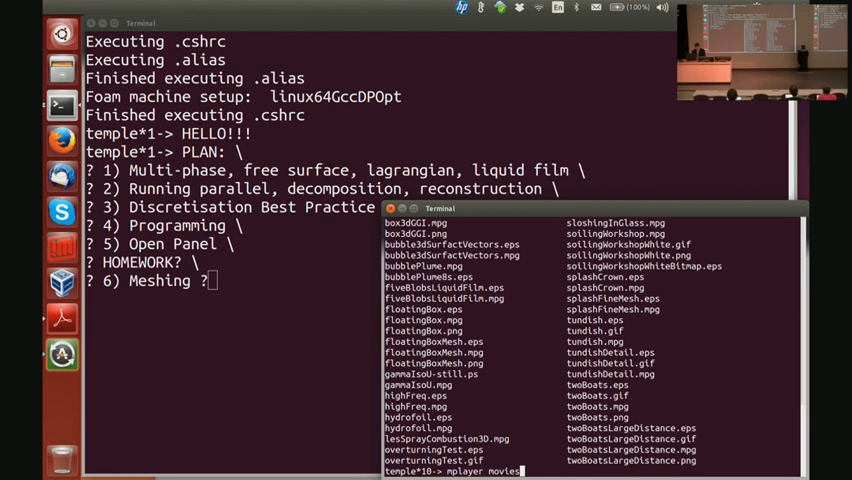 Terminal
En
(100%)
Executing .cshrc
Executing .alias
Finished executing .alias
Foam machine setup:  linux64GccDPOpt
Finished executing .cshrc
temple*1-> HELLO!!!
temple*1-> PLAN: \
? 1) Multi-phase, free surface, lagrangian, liquid film \
? 2) Running parallel, decomposition, reconstruction \
? 3) Discretisation Best Practice
? 4) Programming \
? 5) Open Panel \
? HOMEWORK? \
? 6) Meshing ?
Terminal
box3dGGI.mpg sloshingInGlass.mpg
box3dGGI.png soilingWorkshop.mpg
bubble3dSurfactVectors.eps soilingWorkshopWhite.gif
bubble3dSurfactVectors.mpg soilingWorkshopWhite.png
bubblePlume.mpg soilingWorkshopWhiteBitmap.eps
bubblePlume8s.eps splashCrown.eps
fiveBlobsLiquidFilm.eps splashCrown.mpg
fiveBlobsLiquidFilm.mpg splashFineMesh.eps
floatingBox.eps splashFineMesh.mpg
floatingBox.mpg tundish.eps
floatingBox.png tundish.gif
floatingBoxMesh.eps tundish.mpg
floatingBoxMesh.mpg tundishDetail.eps
floatingBoxMesh.png tundishDetail.gif
gammaIsoU-still.ps tundishDetail.mpg
gammaIsoU.mpg twoBoats.eps
highFreq.eps twoBoats.gif
highFreq.mpg twoBoats.mpg
hydrofoil.eps twoBoats.png
hydrofoil.mpg twoBoatsLargeDistance.eps
lesSprayCombustion3D.mpg twoBoatsLargeDistance.gif
overturningTest.eps twoBoatsLargeDistance.mpg
overturningTest.gif twoBoatsLargeDistance.png
temple*10-> mplayer movies